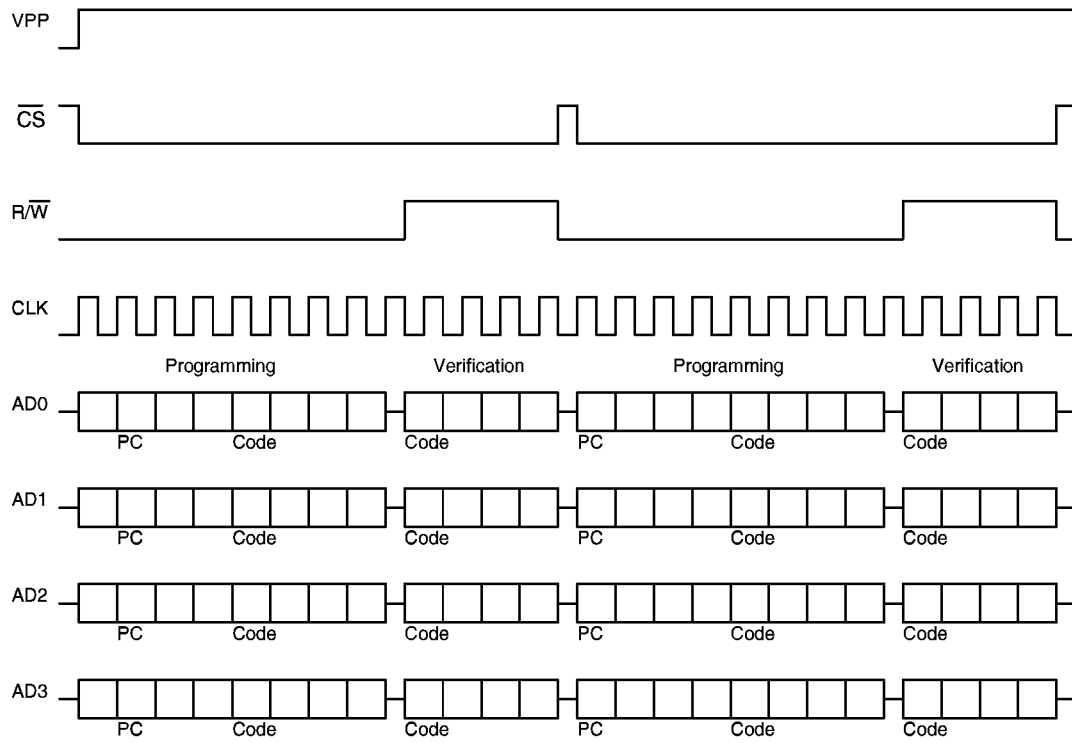 VPP
C̅S̅
R/W̅
CLK
Programming Verification Programming Verification
AD0
PC Code Code PC Code Code
AD1
PC Code Code PC Code Code
AD2
PC Code Code PC Code Code
AD3
PC Code Code PC Code Code